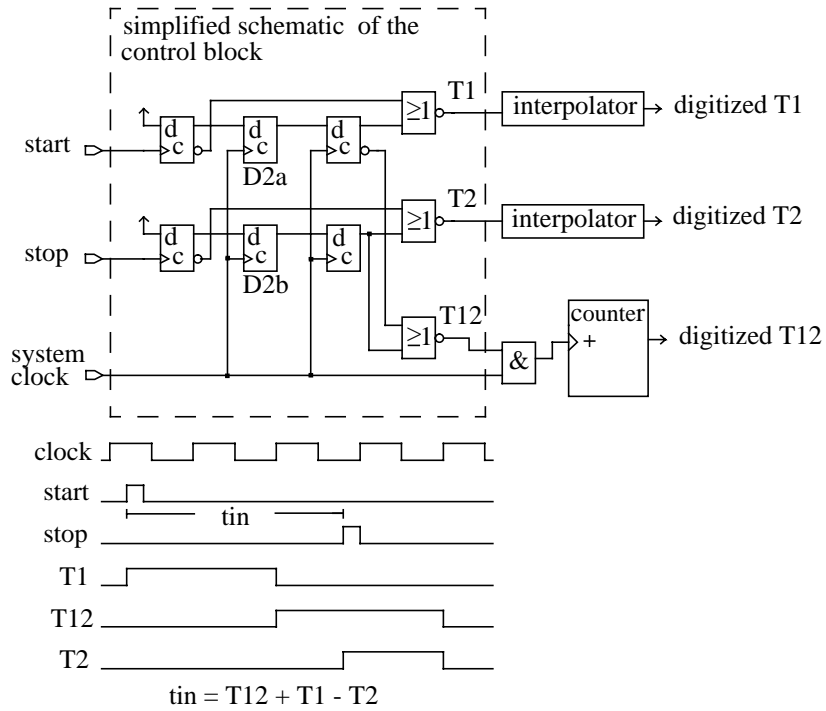 simplified schematic of the
control block
T1
≥1
interpolator
digitized T1
start
d
c
d
c
d
c
D2a
T2
≥1
interpolator
digitized T2
stop
d
c
d
c
d
c
D2b
T12
≥1
counter
+
digitized T12
&
system
clock
clock
start
tin
stop
T1
T12
T2
tin = T12 + T1 - T2